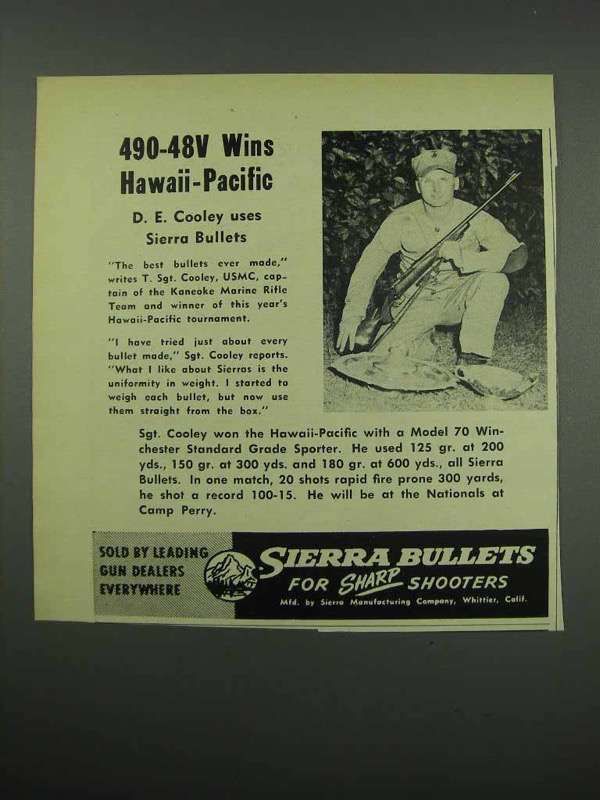 490-48V Wins
Hawaii-Pacific
D. E. Cooley uses
Sierra Bullets
"The best bullets ever made,"
writes T. Sgt. Cooley, USMC, cap-
tain of the Kaneoke Marine Rifle
Team and winner of this year's
Hawaii-Pacific tournament.
"I have tried just about every
bullet made," Sgt. Cooley reports.
"What I like about Sierras is the
uniformity in weight. I started to
weigh each bullet, but now use
them straight from the box."
Sgt. Cooley won the Hawaii-Pacific with a Model 70 Win-
chester Standard Grade Sporter. He used 125 gr. at 200
yds., 150 gr. at 300 yds. and 180 gr. at 600 yds., all Sierra
Bullets. In one match, 20 shots rapid fire prone 300 yards,
he shot a record 100-15. He will be at the Nationals at
Camp Perry.
SOLD BY LEADING
GUN DEALERS
EVERYWHERE
SIERRA BULLETS
FOR SHARP SHOOTERS
Mfd. by Sierra Manufacturing Company, Whittier, Calif.